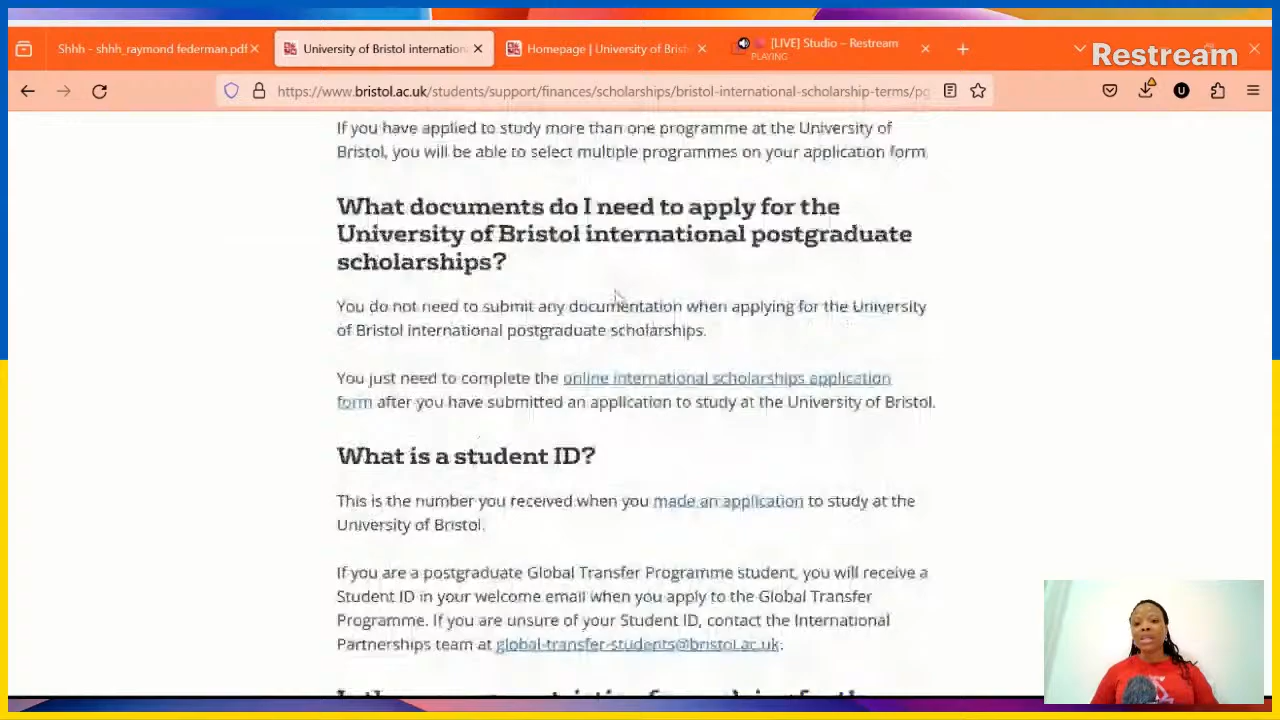 Shhh - shhh_raymond federman.pdf
University of Bristol internation
Homepage | University of Brist
[LIVE] Studio – Restream
PLAYING
Restream
https://www.bristol.ac.uk/students/support/finances/scholarships/bristol-international-scholarship-terms/pg
If you have applied to study more than one programme at the University of
Bristol, you will be able to select multiple programmes on your application form
What documents do I need to apply for the
University of Bristol international postgraduate
scholarships?
You do not need to submit any documentation when applying for the University
of Bristol international postgraduate scholarships.
You just need to complete the online international scholarships application
form after you have submitted an application to study at the University of Bristol.
What is a student ID?
This is the number you received when you made an application to study at the
University of Bristol.
If you are a postgraduate Global Transfer Programme student, you will receive a
Student ID in your welcome email when you apply to the Global Transfer
Programme. If you are unsure of your Student ID, contact the International
Partnerships team at global-transfer-students@bristol.ac.uk.